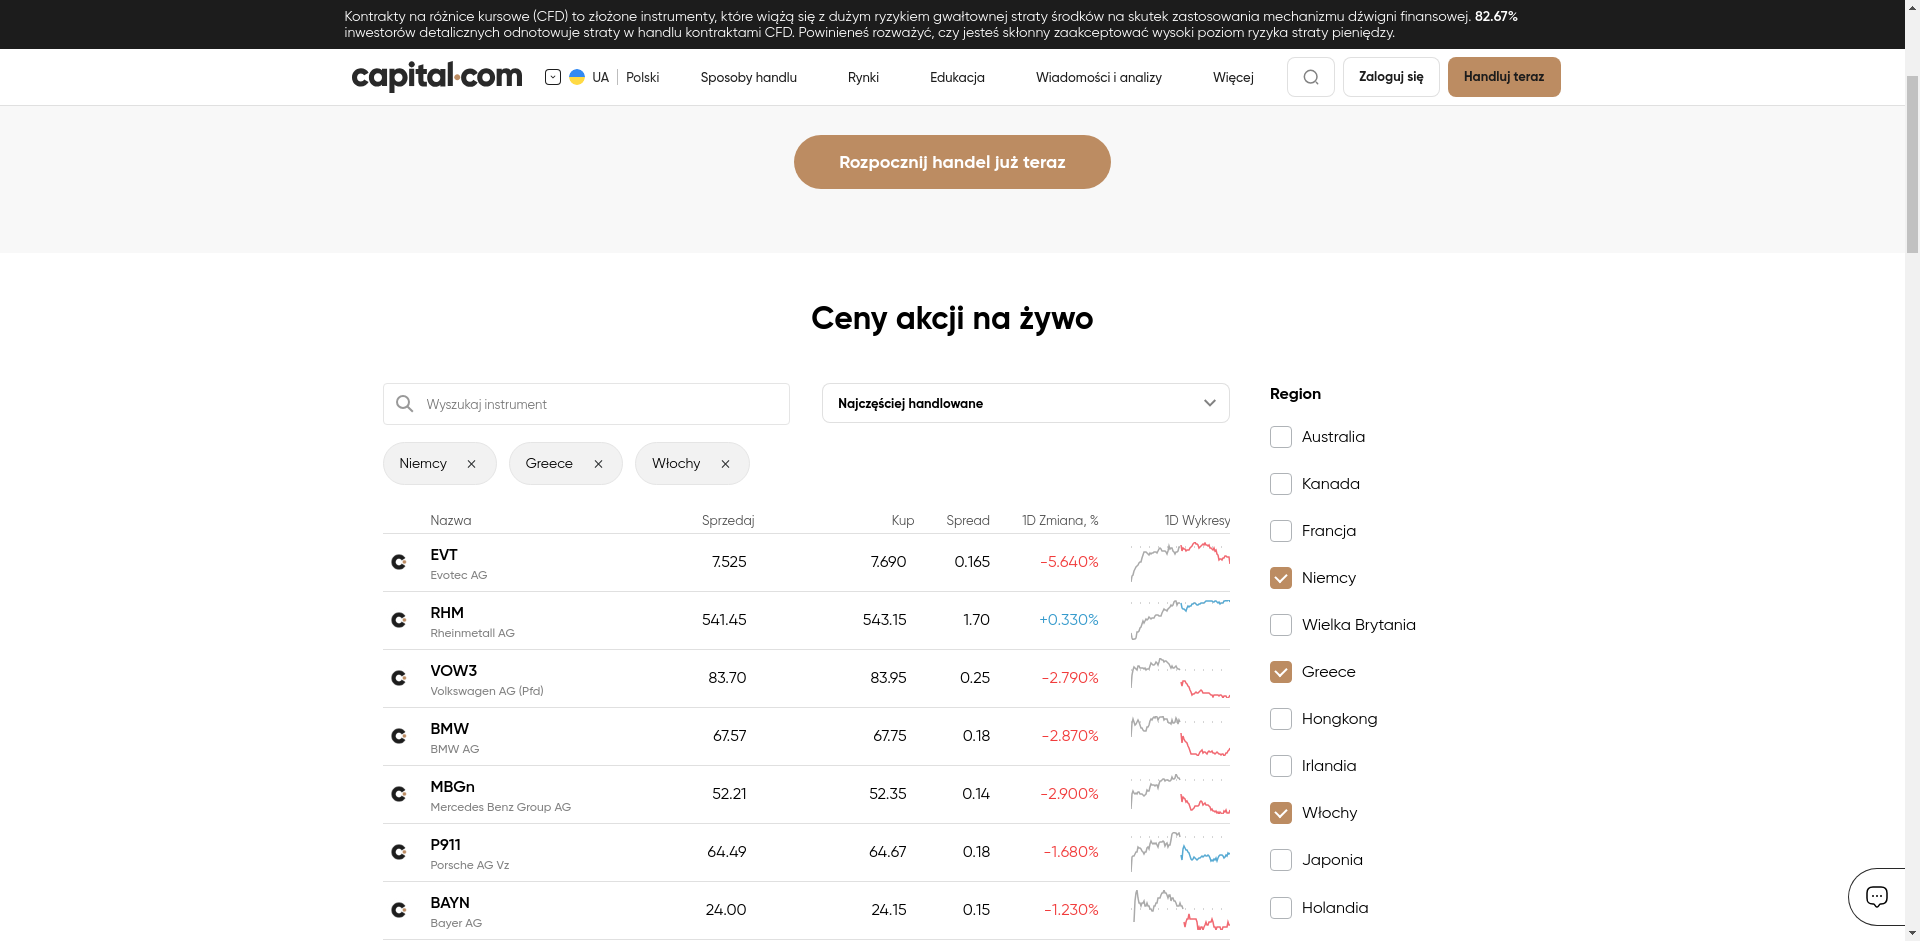 Kontrakty na różnice kursowe (CFD) to złożone instrumenty, które wiążą się z dużym ryzykiem gwałtownej straty środków na skutek zastosowania mechanizmu dźwigni finansowej. 82.67%
inwestorów detalicznych odnotowuje straty w handlu kontraktami CFD. Powinieneś rozważyć, czy jesteś skłonny zaakceptować wysoki poziom ryzyka straty pieniędzy.
capital.com UA Polski Sposoby handlu Rynki Edukacja Wiadomości i analizy Więcej Zaloguj się Handluj teraz
Rozpocznij handel już teraz
Ceny akcji na żywo
Wyszukaj instrument
Najczęściej handlowane
Niemcy Greece Włochy
Nazwa Sprzedaj Kup Spread 1D Zmiana, % 1D Wykresy
EVT
Evotec AG
7.525 7.690 0.165 -5.640%
RHM
Rheinmetall AG
541.45 543.15 1.70 +0.330%
VOW3
Volkswagen AG (Pfd)
83.70 83.95 0.25 -2.790%
BMW
BMW AG
67.57 67.75 0.18 -2.870%
MBGn
Mercedes Benz Group AG
52.21 52.35 0.14 -2.900%
P911
Porsche AG Vz
64.49 64.67 0.18 -1.680%
BAYN
Bayer AG
24.00 24.15 0.15 -1.230%
Region
Australia
Kanada
Francja
Niemcy
Wielka Brytania
Greece
Hongkong
Irlandia
Włochy
Japonia
Holandia